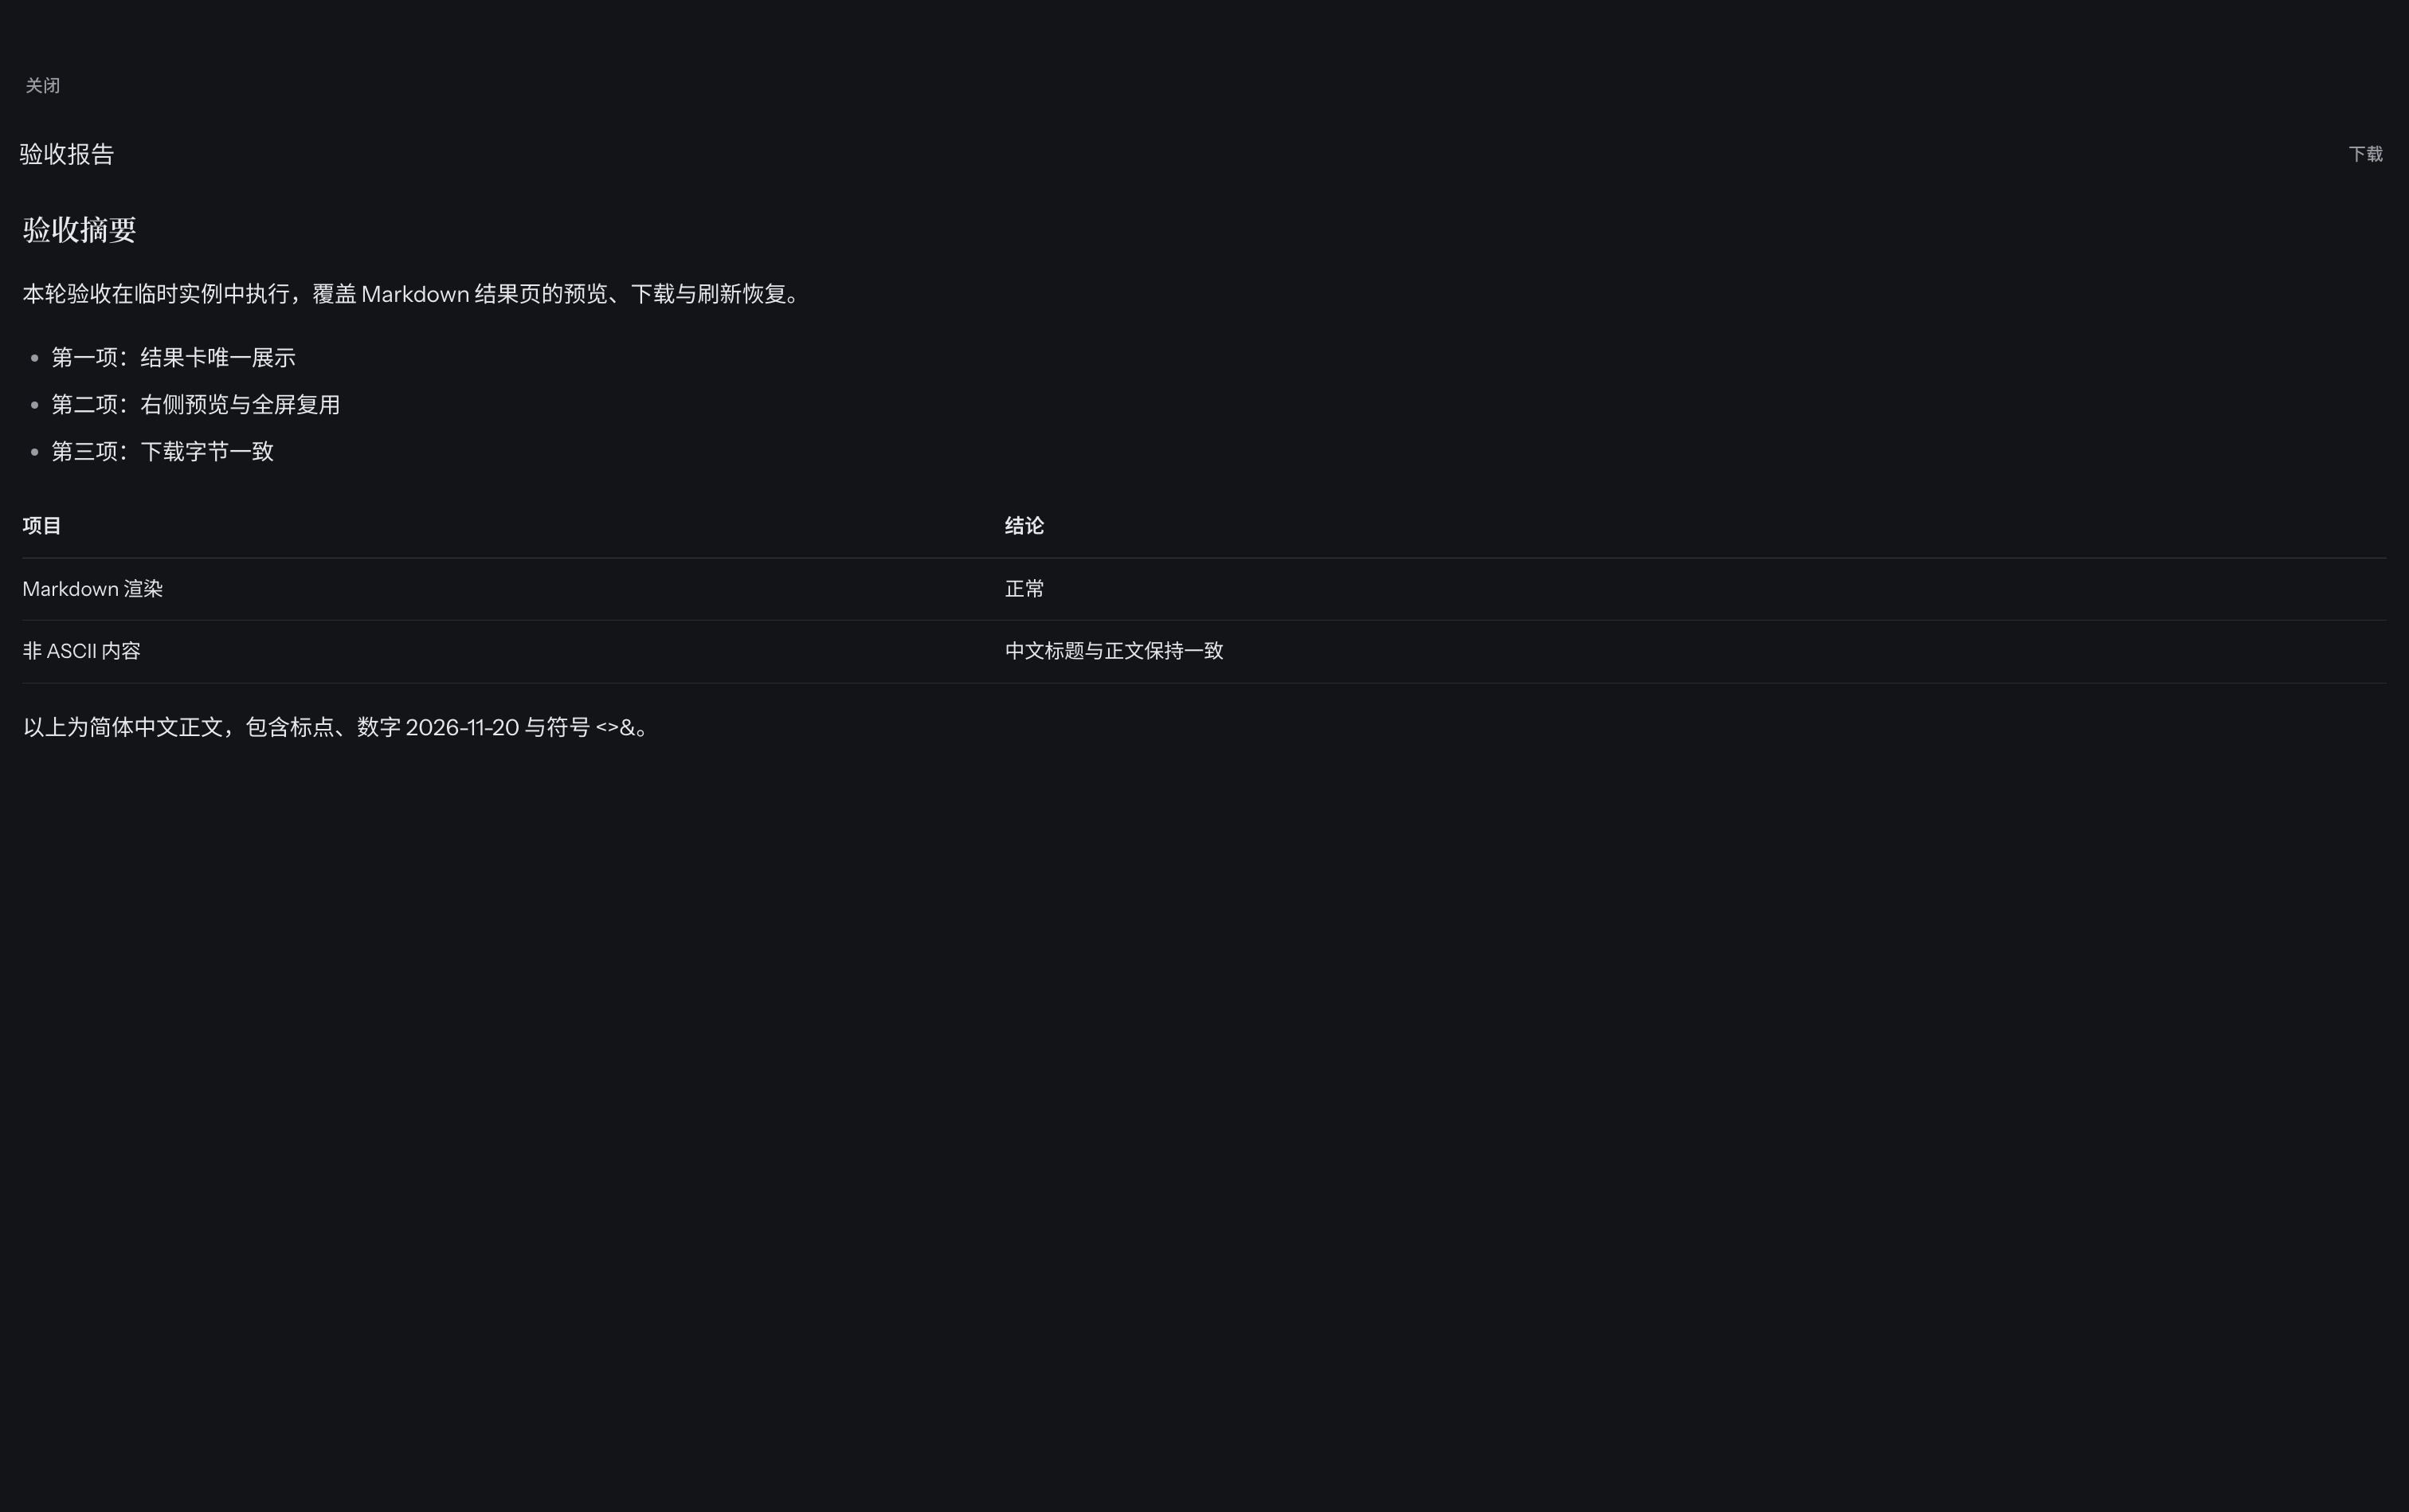 关闭
验收报告
下载
验收摘要
本轮验收在临时实例中执行，覆盖 Markdown 结果页的预览、下载与刷新恢复。
第一项：结果卡唯一展示
第二项：右侧预览与全屏复用
第三项：下载字节一致
项目 结论
Markdown 渲染 正常
非 ASCII 内容 中文标题与正文保持一致
以上为简体中文正文，包含标点、数字 2026-11-20 与符号 <>&。